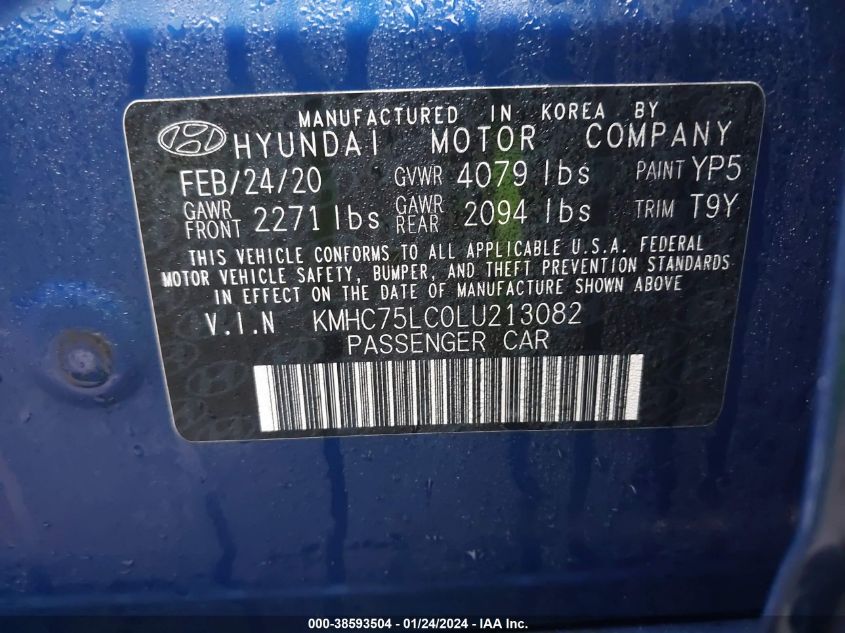 MANUFACTURED IN KOREA BY
HYUNDAI MOTOR COMPANY
FEB/24/20 GVWR 4079 lbs PAINT YP5
GAWR FRONT 2271 lbs GAWR REAR 2094 lbs TRIM T9Y
THIS VEHICLE CONFORMS TO ALL APPLICABLE U.S.A. FEDERAL
MOTOR VEHICLE SAFETY, BUMPER, AND THEFT PREVENTION STANDARDS
IN EFFECT ON THE DATE OF MANUFACTURE SHOWN ABOVE
V.I.N KMHC75LC0LU213082
PASSENGER CAR
000-38593504 - 01/24/2024 - IAA Inc.